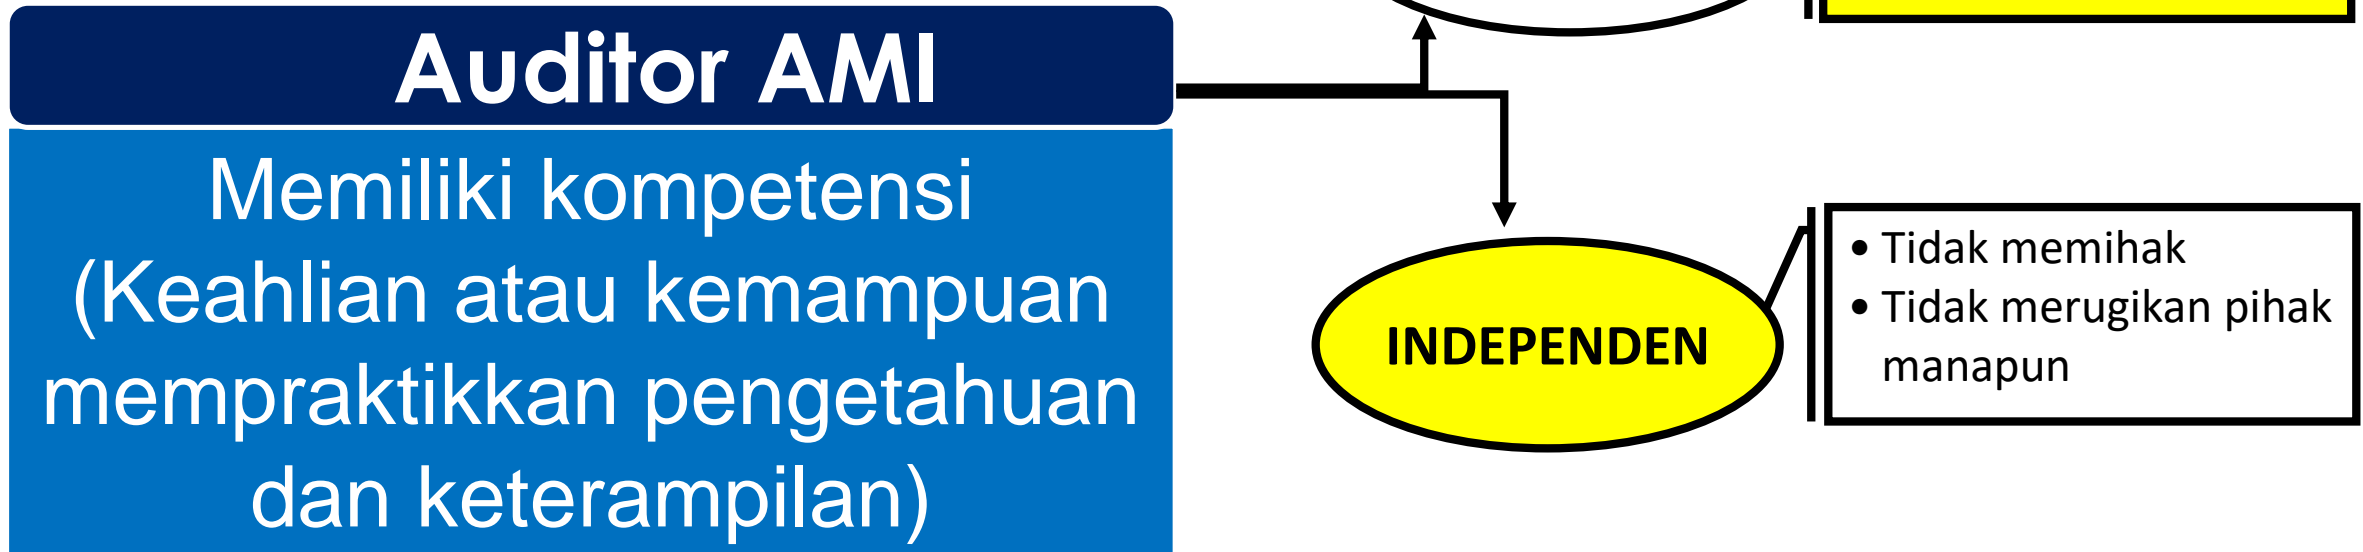 Auditor AMI
Memiliki kompetensi
(Keahlian atau kemampuan
mempraktikkan pengetahuan
dan keterampilan)
INDEPENDEN
• Tidak memihak
• Tidak merugikan pihak
manapun